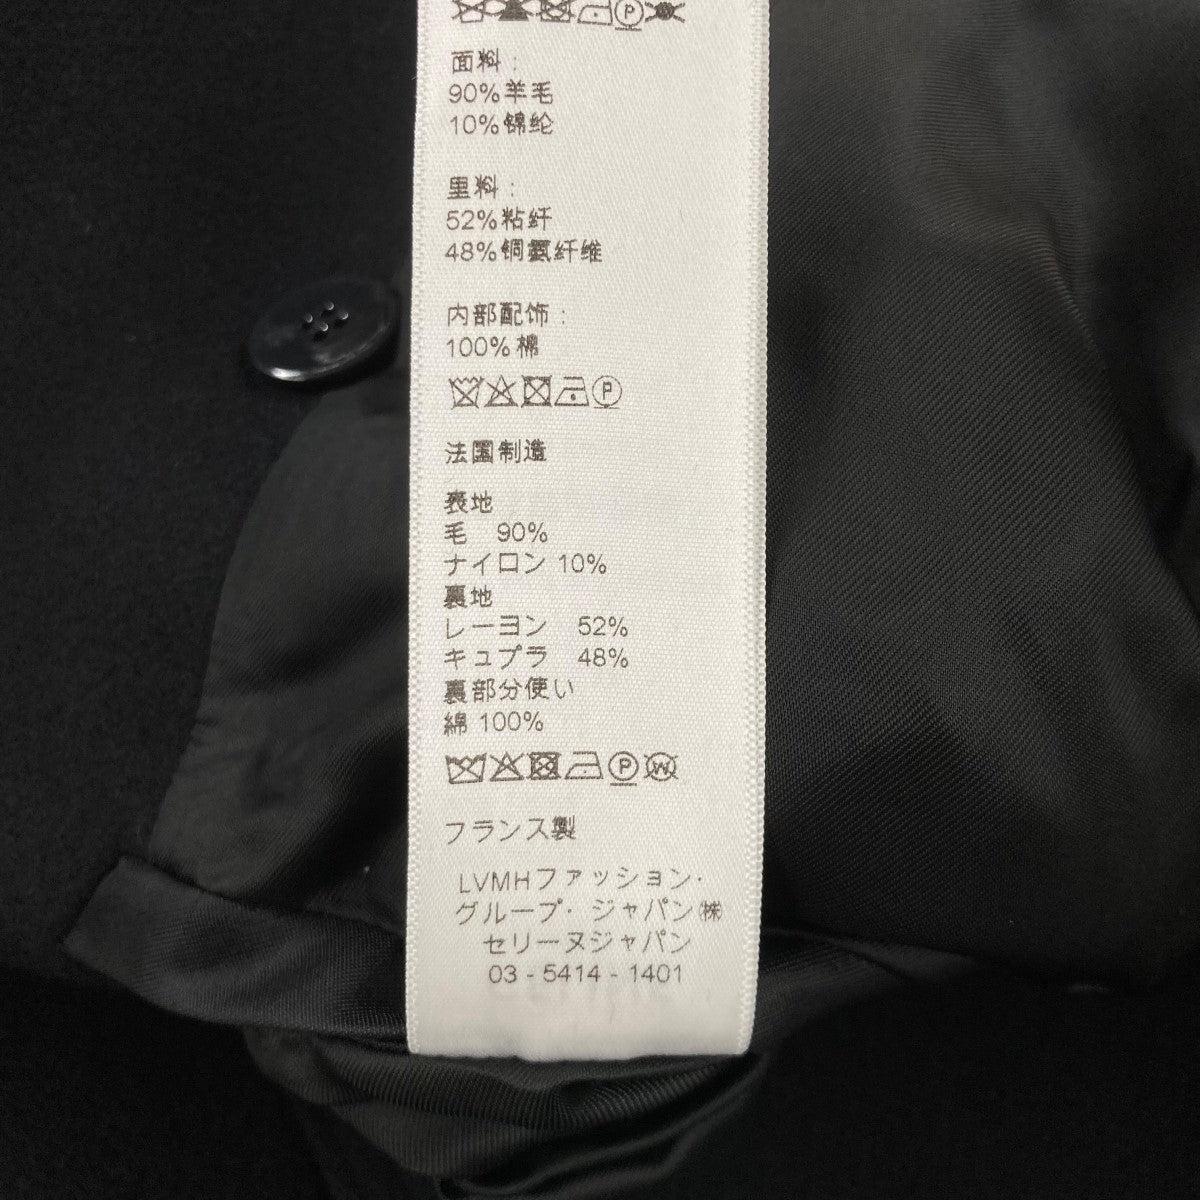 面料:
90%羊毛
10%锦纶
里料:
52%粘纤
48%铜氨纤维
内部配饰:
100%棉
法国制造
表地
毛 90%
ナイロン 10%
裏地
レーヨン 52%
キュプラ 48%
裏部分使い
綿 100%
フランス製
LVMHファッション・
グループ・ジャパン㈱
セリーヌジャパン
03 - 5414 - 1401